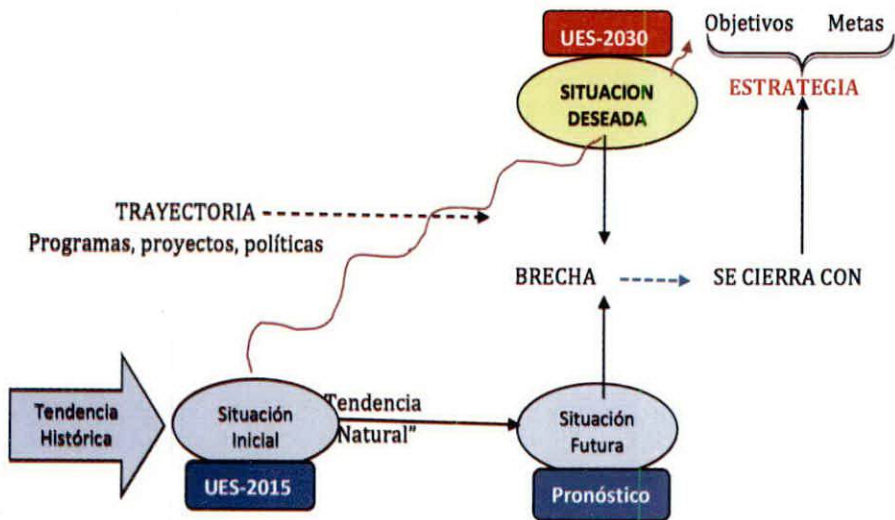 UES-2030
Objetivos Metas
SITUACION
DESEADA
ESTRATEGIA
TRAYECTORIA
Programas, proyectos, políticas
BRECHA
SE CIERRA CON
Tendencia
Histórica
Situación
Inicial
UES-2015
Tendencia
Natural”
Situación
Futura
Pronóstico